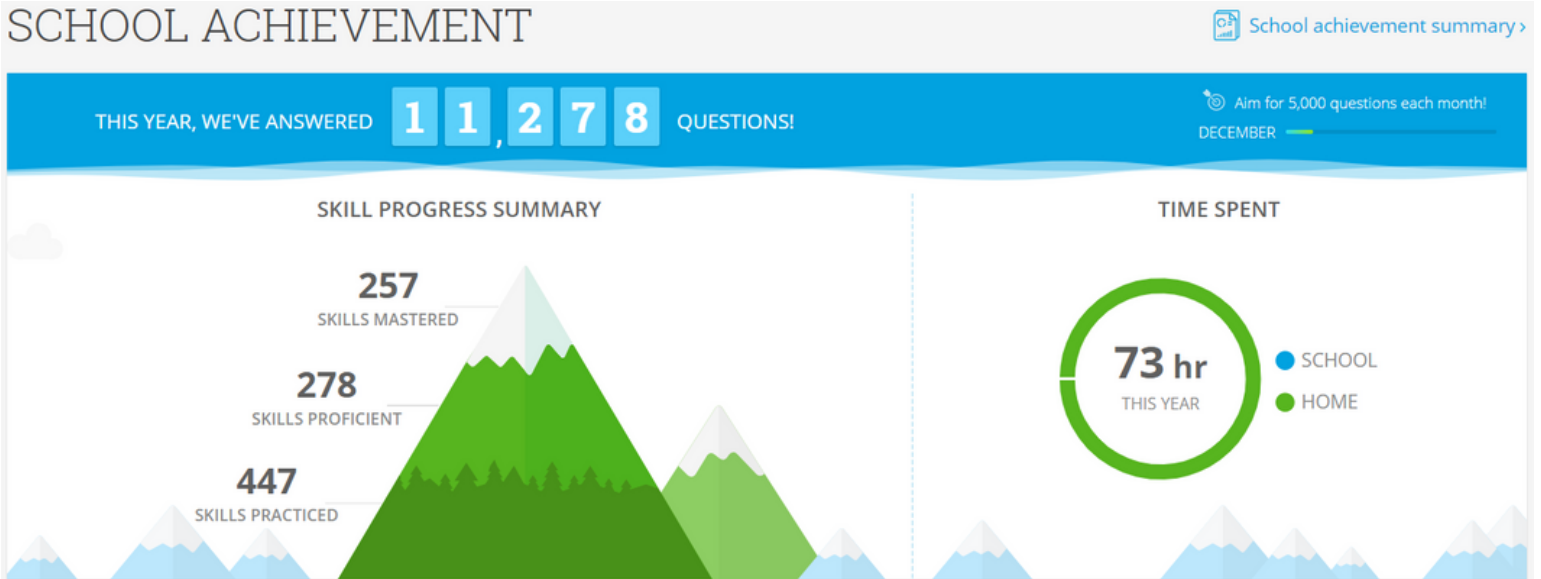 SCHOOL ACHIEVEMENT
School achievement summary ›
THIS YEAR, WE'VE ANSWERED 11,278 QUESTIONS!
Aim for 5,000 questions each month!
DECEMBER
SKILL PROGRESS SUMMARY
257
SKILLS MASTERED
278
SKILLS PROFICIENT
447
SKILLS PRACTICED
TIME SPENT
73 hr
THIS YEAR
SCHOOL
HOME